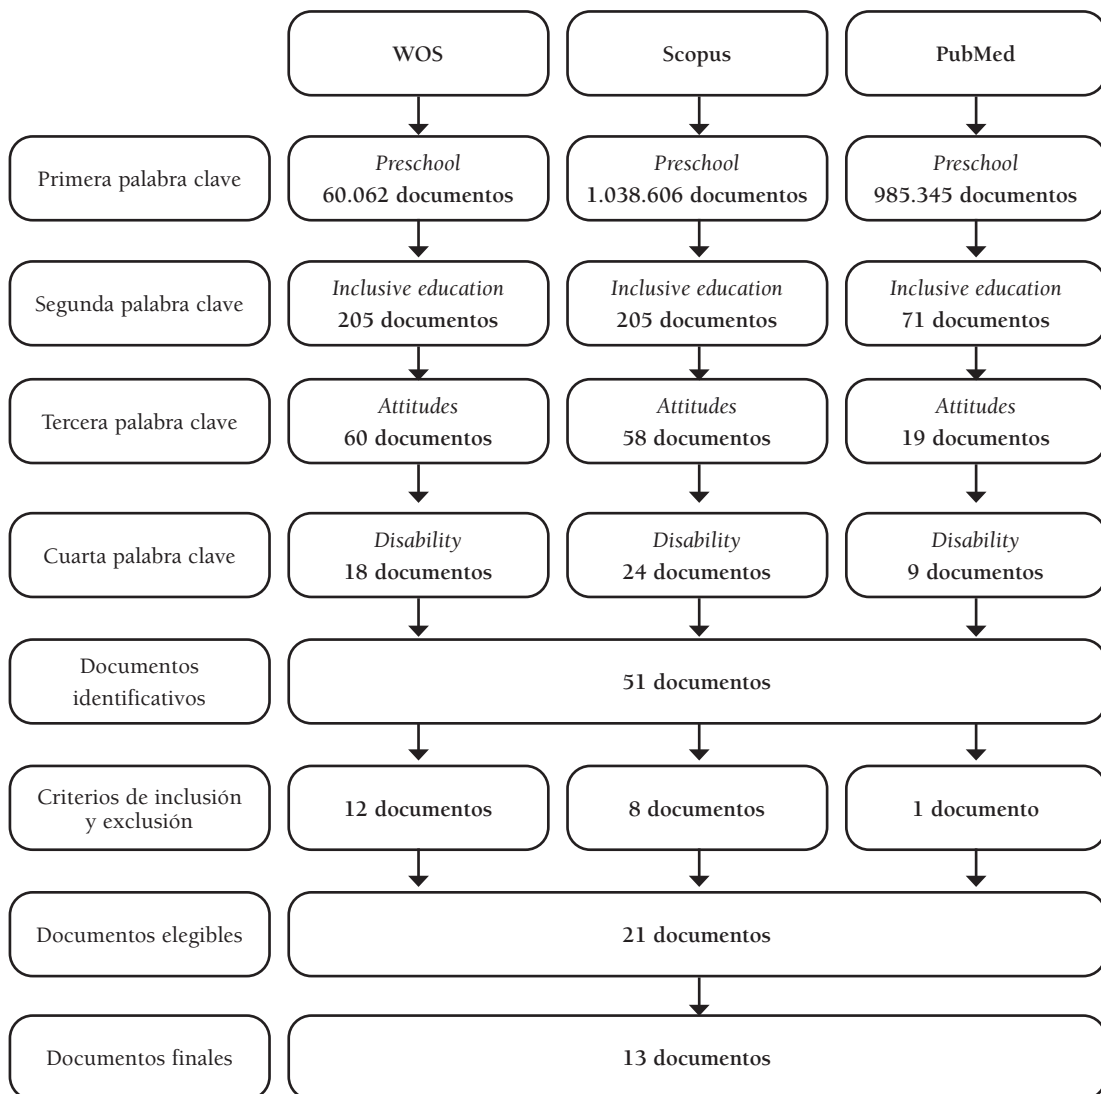 WOS
Scopus
PubMed
Primera palabra clave
Preschool
60.062 documentos
Preschool
1.038.606 documentos
Preschool
985.345 documentos
Segunda palabra clave
Inclusive education
205 documentos
Inclusive education
205 documentos
Inclusive education
71 documentos
Tercera palabra clave
Attitudes
60 documentos
Attitudes
58 documentos
Attitudes
19 documentos
Cuarta palabra clave
Disability
18 documentos
Disability
24 documentos
Disability
9 documentos
Documentos
identificativos
51 documentos
Criterios de inclusión
y exclusión
12 documentos
8 documentos
1 documento
Documentos elegibles
21 documentos
Documentos finales
13 documentos